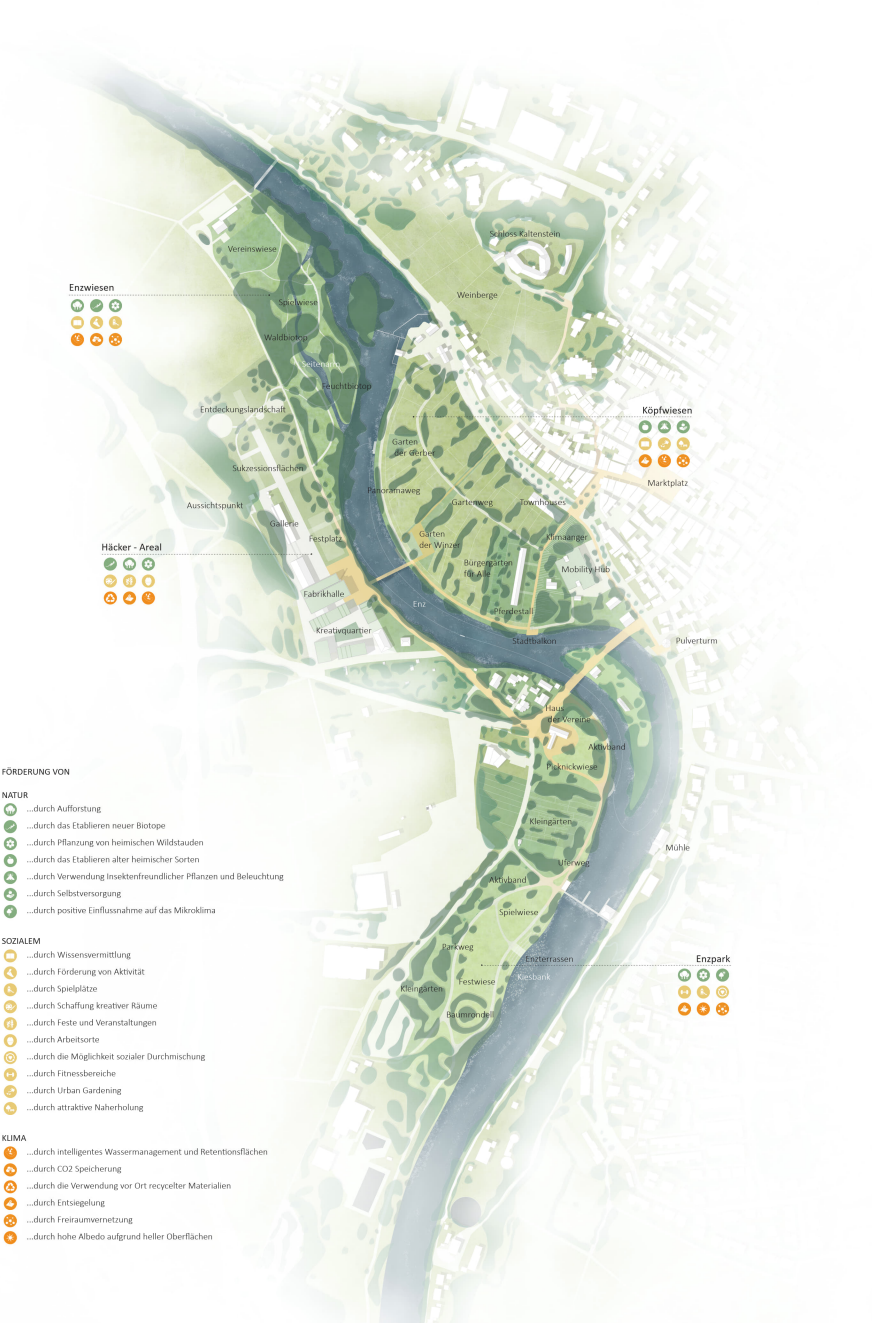 Schloss Kaltenstein
Vereinswiese
Enzwiesen
Weinberge
Spielwiese
Waldbiotop
Seitenarm
Feuchtbiotop
Entdeckungslandschaft
Köpfwiesen
Garten
der Gerber
Sukzessionsflächen
Marktplatz
Panoramaweg
Gartenweg
Townhouses
Aussichtspunkt
Gallerie
Festplatz
Garten
der Winzer
Klimaanger
Häcker - Areal
Bürgergärten
für Alle
Mobility Hub
Fabrikhalle
Enz
Pferdestall
Kreativquartier
Stadtbalkon
Pulverturm
Haus
der Vereine
Aktivband
Picknickwiese
Kleingärten
Mühle
Uferweg
Aktivband
Spielwiese
Parkweg
Enzterrassen
Enzpark
Kiesbank
Festwiese
Kleingärten
Baumrondell
FÖRDERUNG VON
NATUR
...durch Aufforstung
...durch das Etablieren neuer Biotope
...durch Pflanzung von heimischen Wildstauden
...durch das Etablieren alter heimischer Sorten
...durch Verwendung Insektenfreundlicher Pflanzen und Beleuchtung
...durch Selbstversorgung
...durch positive Einflussnahme auf das Mikroklima
SOZIALEM
...durch Wissensvermittlung
...durch Förderung von Aktivität
...durch Spielplätze
...durch Schaffung kreativer Räume
...durch Feste und Veranstaltungen
...durch Arbeitsorte
...durch die Möglichkeit sozialer Durchmischung
...durch Fitnessbereiche
...durch Urban Gardening
...durch attraktive Naherholung
KLIMA
...durch intelligentes Wassermanagement und Retentionsflächen
...durch CO2 Speicherung
...durch die Verwendung vor Ort recycelter Materialien
...durch Entsiegelung
...durch Freiraumvernetzung
...durch hohe Albedo aufgrund heller Oberflächen